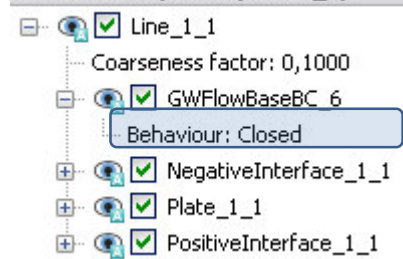 Line_1_1
Coarseness factor: 0,1000
GWFlowBaseBC_6
Behaviour: Closed
NegativeInterface_1_1
Plate_1_1
PositiveInterface_1_1